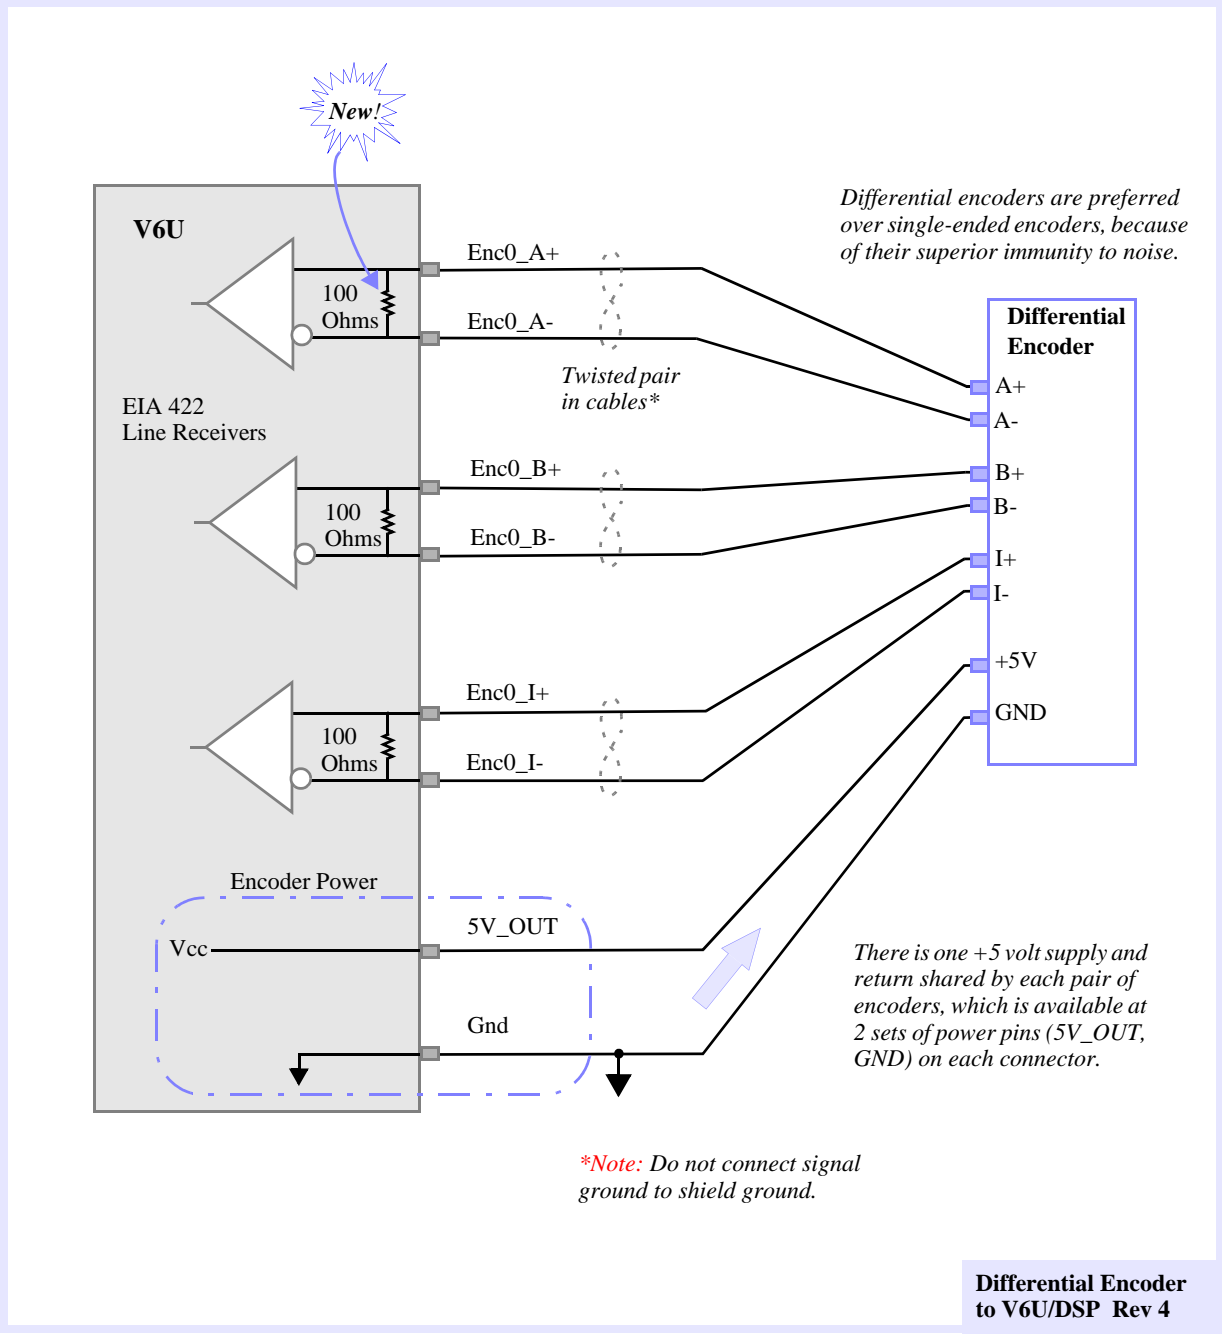 New!
V6U
Differential encoders are preferred
over single-ended encoders, because
of their superior immunity to noise.
Enc0_A+
100
Ohms
Enc0_A-
Differential
Encoder
Twisted pair
in cables*
A+
A-
EIA 422
Line Receivers
Enc0_B+
100
Ohms
Enc0_B-
B+
B-
I+
I-
+5V
GND
Enc0_I+
100
Ohms
Enc0_I-
Encoder Power
5V_OUT
Vcc
Gnd
There is one +5 volt supply and
return shared by each pair of
encoders, which is available at
2 sets of power pins (5V_OUT,
GND) on each connector.
*Note: Do not connect signal
ground to shield ground.
Differential Encoder
to V6U/DSP Rev 4